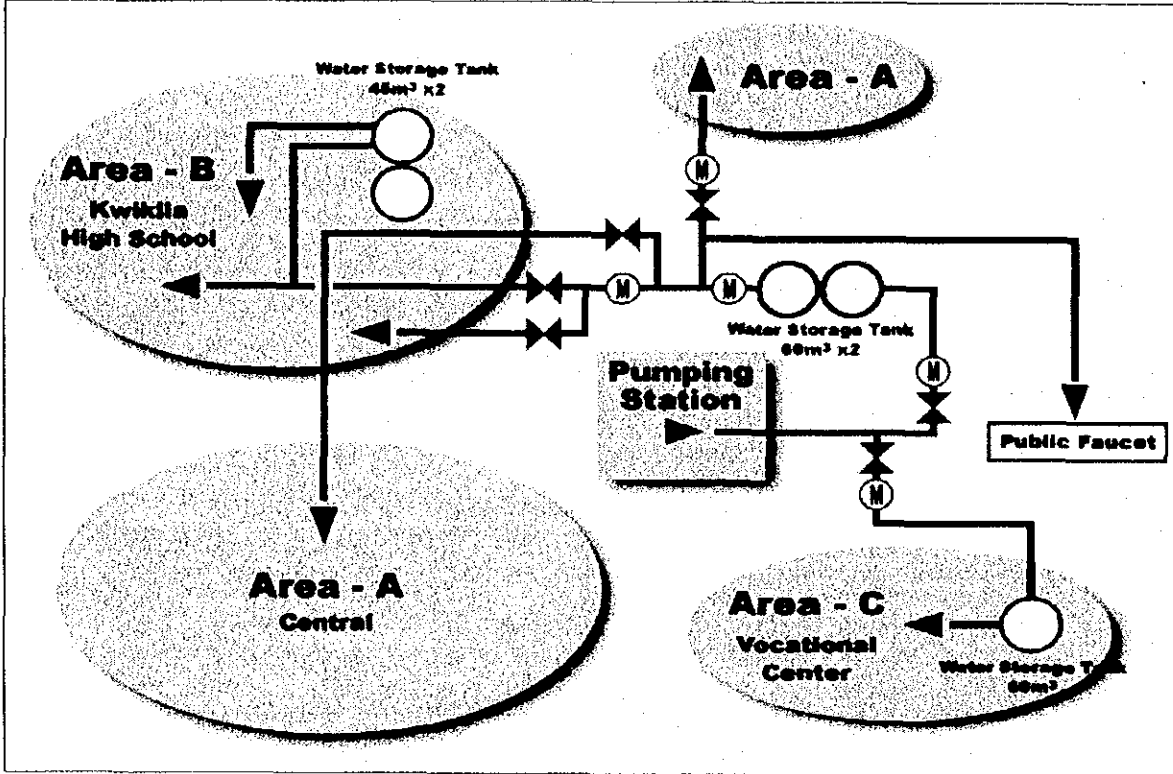 Water Storage Tank
45m³ ×2
Area - A
Area - B
Kwiklia
High School
M
M
M
Water Storage Tank
60m³ ×2
Pumping
Station
M
Public Faucet
M
Area - A
Central
Area - C
Vocational
Center
Water Storage Tank
60m³